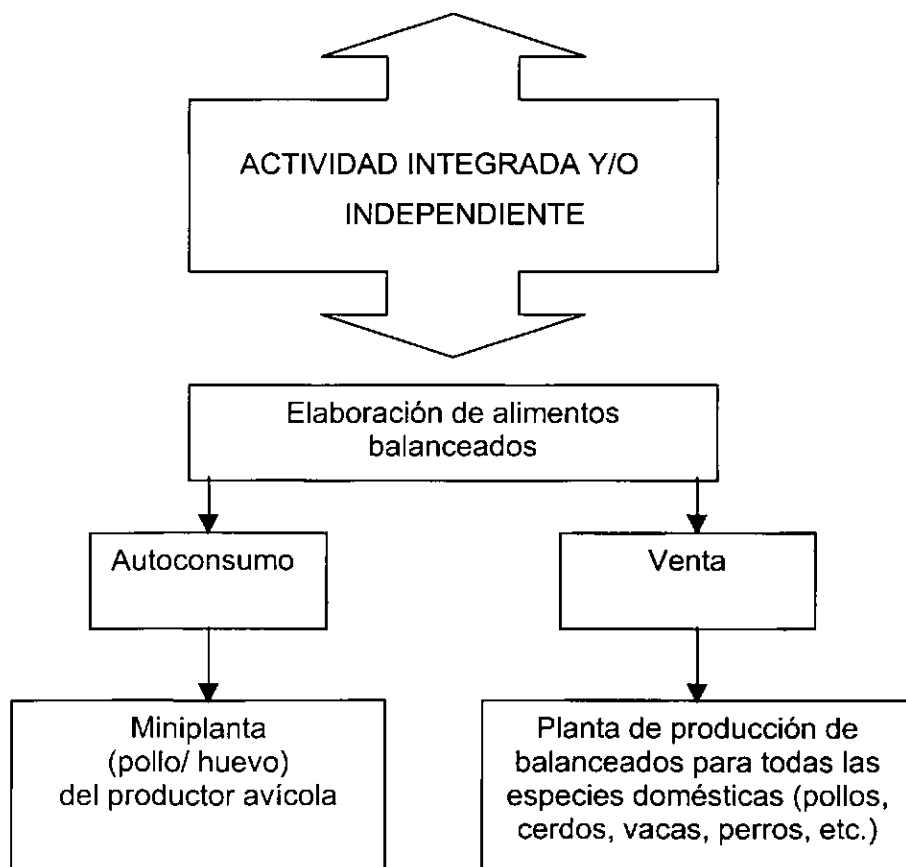 ACTIVIDAD INTEGRADA Y/O
INDEPENDIENTE
Elaboración de alimentos
balanceados
Autoconsumo
Venta
Miniplanta
(pollo/ huevo)
del productor avícola
Planta de producción de
balanceados para todas las
especies domésticas (pollos,
cerdos, vacas, perros, etc.)